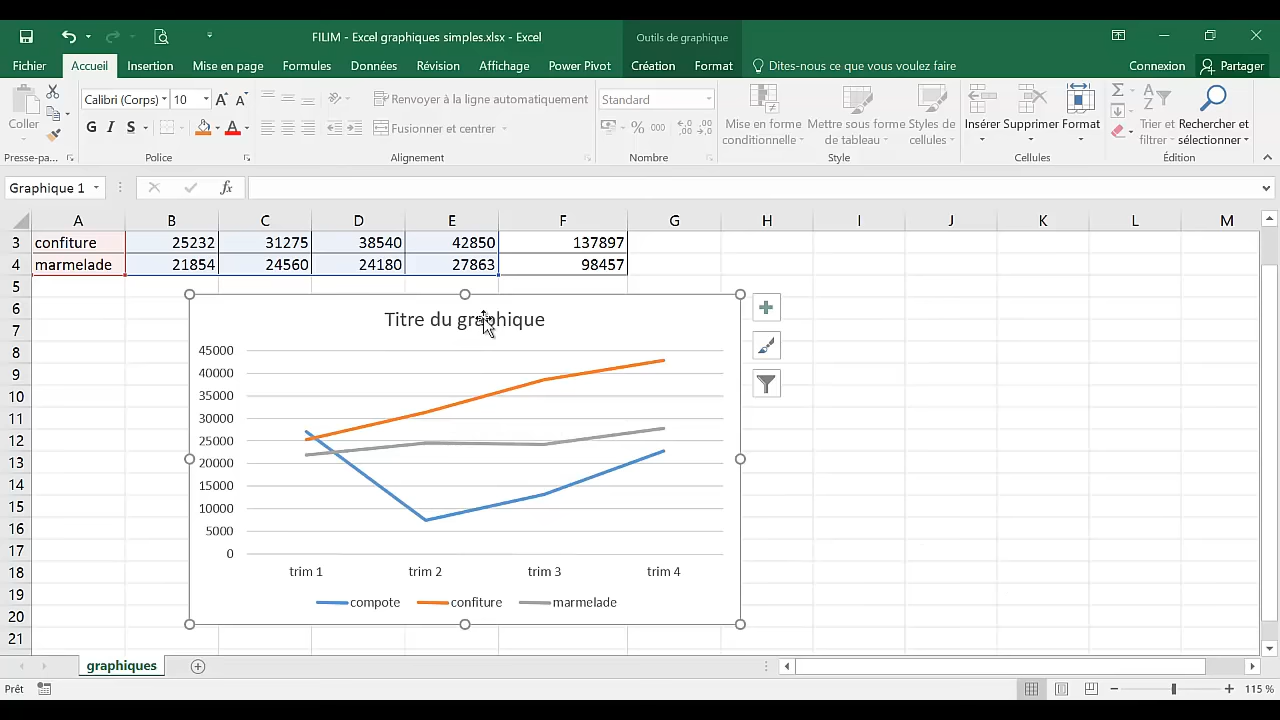 FILIM - Excel graphiques simples.xlsx - Excel
Outils de graphique
Fichier Accueil Insertion Mise en page Formules Données Révision Affichage Power Pivot Création Format Dites-nous ce que vous voulez faire Connexion Partager
Coller
Presse-pa...
Calibri (Corps) 10
G I S
Police
Renvoyer à la ligne automatiquement
Fusionner et centrer
Alignement
Standard
% 000
Nombre
Mise en forme conditionnelle
Mettre sous forme de tableau
Styles de cellules
Style
Insérer Supprimer Format
Cellules
Trier et filtrer
Rechercher et sélectionner
Édition
Graphique 1 fx
A B C D E F G H I J K L M
3 confiture 25232 31275 38540 42850 137897
4 marmelade 21854 24560 24180 27863 98457
5
6
7
8
9
10
11
12
13
14
15
16
17
18
19
20
21
Titre du graphique
45000
40000
35000
30000
25000
20000
15000
10000
5000
0
trim 1 trim 2 trim 3 trim 4
compote confiture marmelade
graphiques
Prêt 115 %